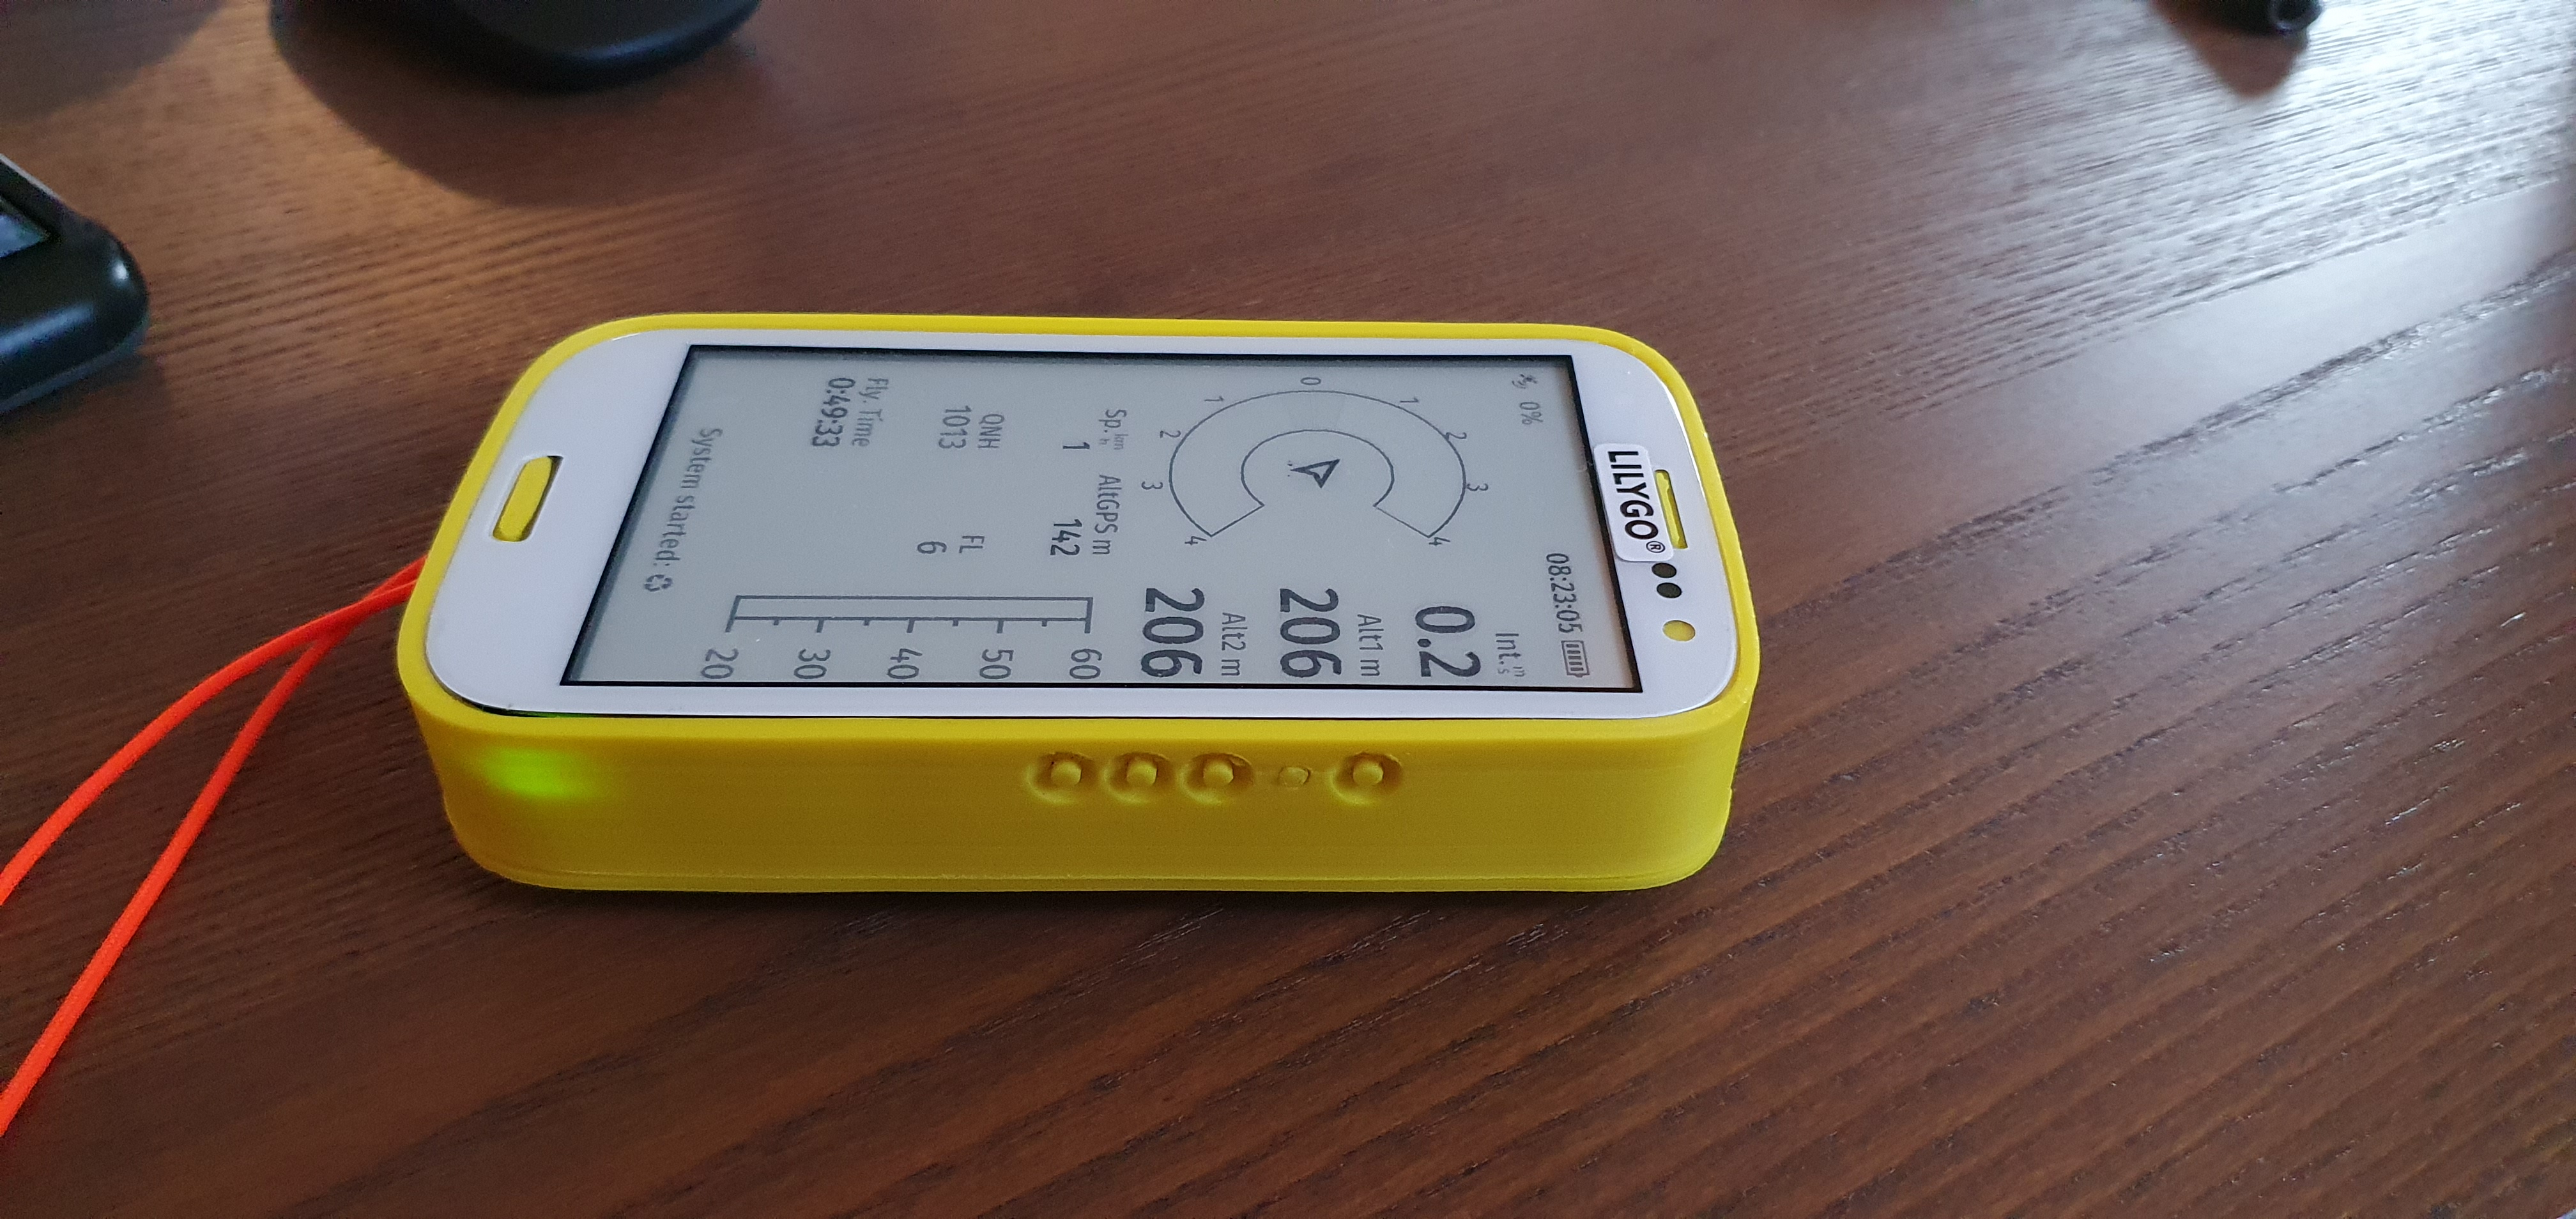 LILYGO®
0% 08:23:05
Int. m/s
0.2
1 2 3 4
0
1 2 3 4
Alt1 m
206
Alt2 m
206
Sp. km/h
1
AltGPS m
142
60
50
40
30
20
QNH
1013
FL
6
Fly. Time
0:49:33
System started: